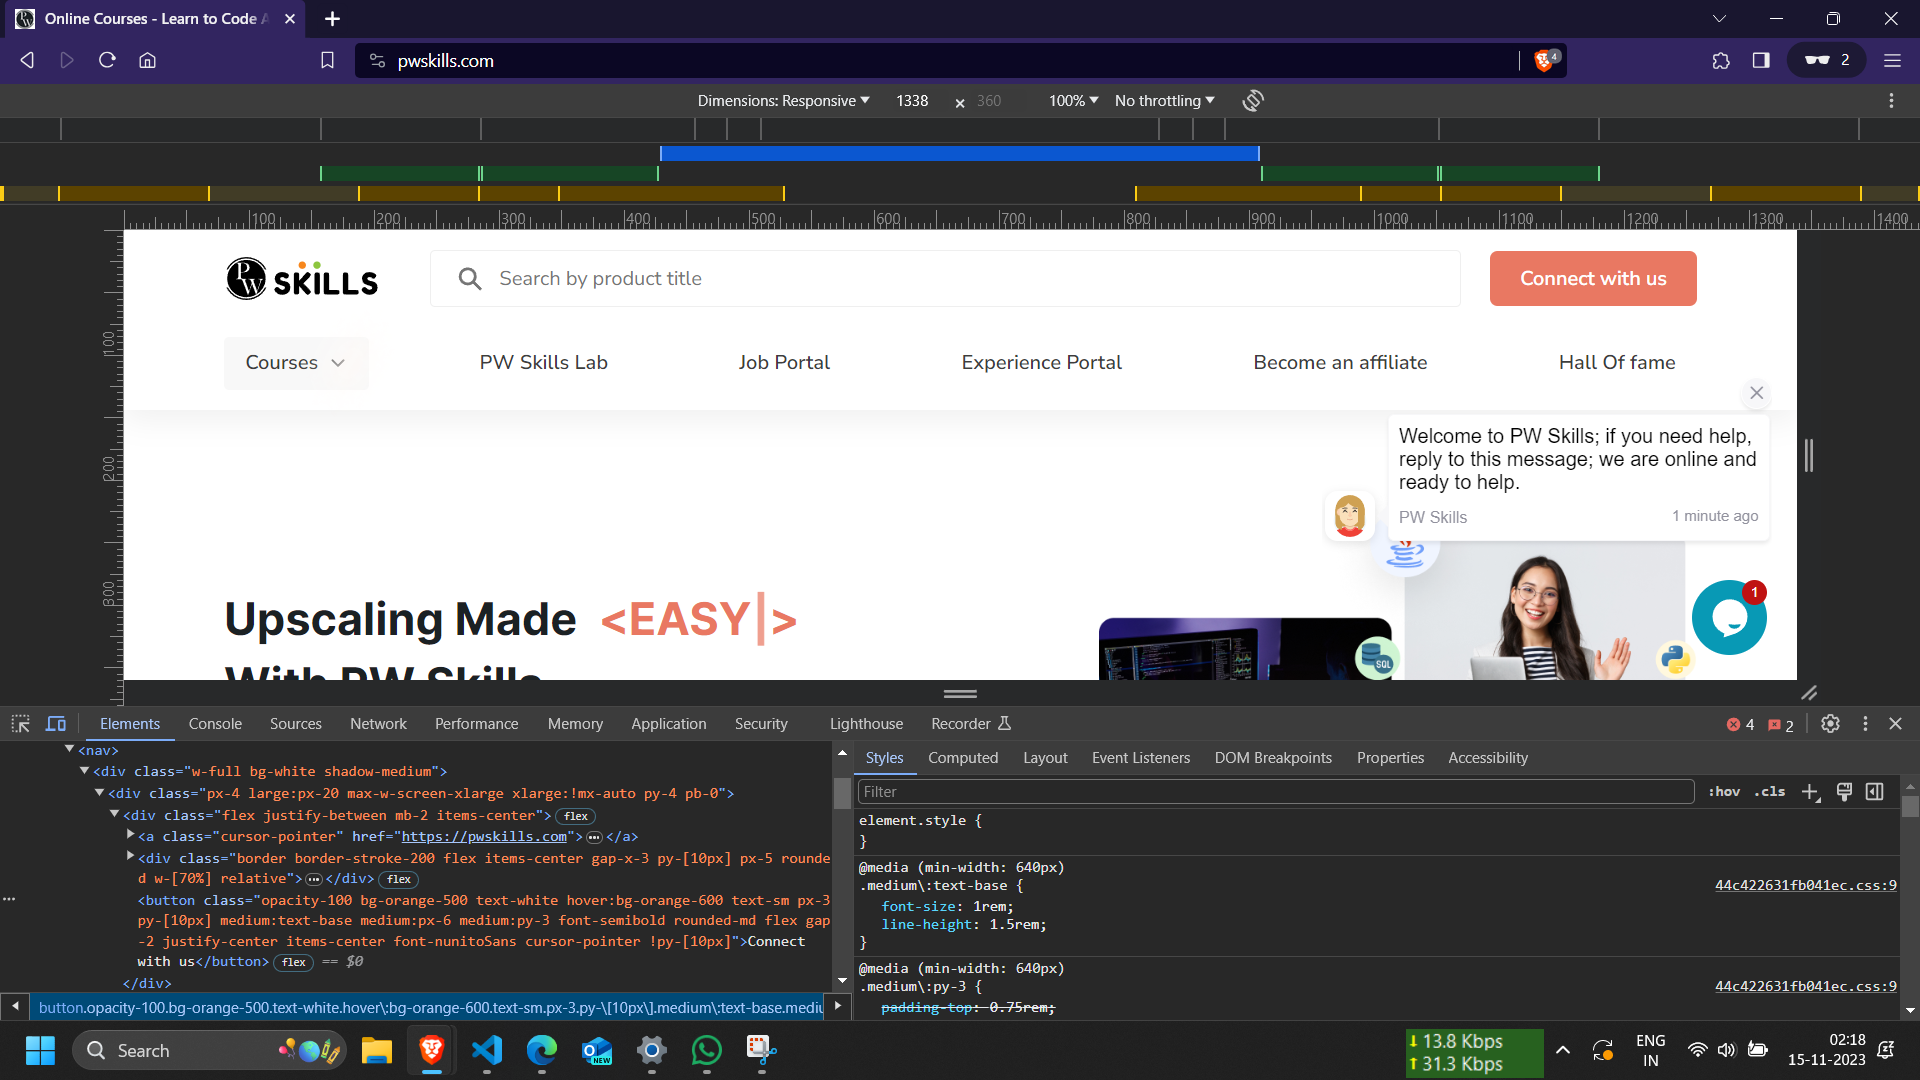 Online Courses - Learn to Code A
pwskills.com
4
2
Dimensions: Responsive 1338 × 360 100% No throttling
100 200 300 400 500 600 700 800 900 1000 1100 1200 1300 1400
100
200
300
PW SKILLS
Search by product title
Connect with us
Courses PW Skills Lab Job Portal Experience Portal Become an affiliate Hall Of fame
Welcome to PW Skills; if you need help,
reply to this message; we are online and
ready to help.
PW Skills 1 minute ago
1
SQL
Upscaling Made <EASY|>
With PW Skills
Elements Console Sources Network Performance Memory Application Security Lighthouse Recorder 4 2
<nav>
<div class="w-full bg-white shadow-medium">
<div class="px-4 large:px-20 max-w-screen-xlarge xlarge:!mx-auto py-4 pb-0">
<div class="flex justify-between mb-2 items-center"> flex
<a class="cursor-pointer" href="https://pwskills.com">…</a>
<div class="border border-stroke-200 flex items-center gap-x-3 py-[10px] px-5 rounde
d w-[70%] relative">…</div> flex
<button class="opacity-100 bg-orange-500 text-white hover:bg-orange-600 text-sm px-3
py-[10px] medium:text-base medium:px-6 medium:py-3 font-semibold rounded-md flex gap
-2 justify-center items-center font-nunitoSans cursor-pointer !py-[10px]">Connect
with us</button> flex == $0
</div>
button.opacity-100.bg-orange-500.text-white.hover\:bg-orange-600.text-sm.px-3.py-\[10px\].medium\:text-base.mediu
Styles Computed Layout Event Listeners DOM Breakpoints Properties Accessibility
Filter :hov .cls
element.style {
}
@media (min-width: 640px)
.medium\:text-base { 44c422631fb041ec.css:9
font-size: 1rem;
line-height: 1.5rem;
}
@media (min-width: 640px)
.medium\:py-3 { 44c422631fb041ec.css:9
padding-top: 0.75rem;
Search
NEW
13.8 Kbps
31.3 Kbps
ENG
IN
02:18
15-11-2023